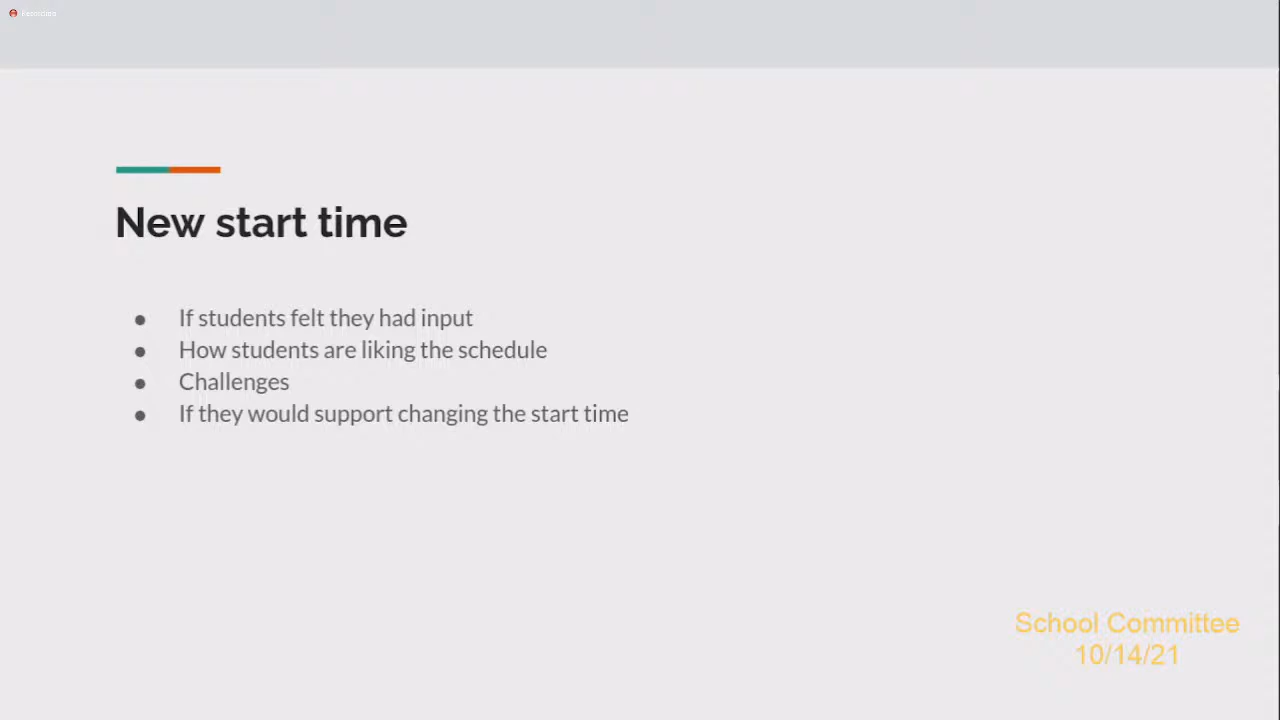 Recording
New start time
● If students felt they had input
● How students are liking the schedule
● Challenges
● If they would support changing the start time
School Committee
10/14/21